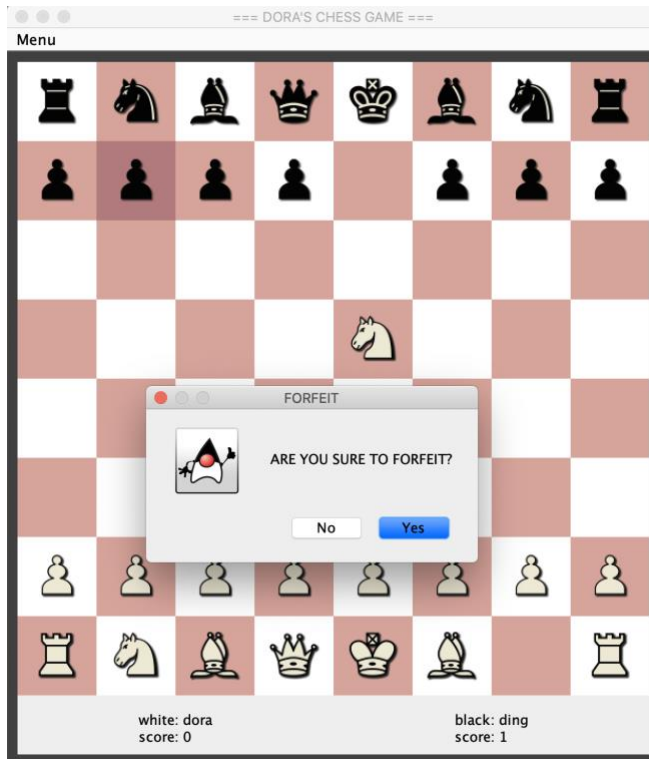 === DORA'S CHESS GAME ===
Menu
FORFEIT
ARE YOU SURE TO FORFEIT?
No
Yes
white: dora
score: 0
black: ding
score: 1